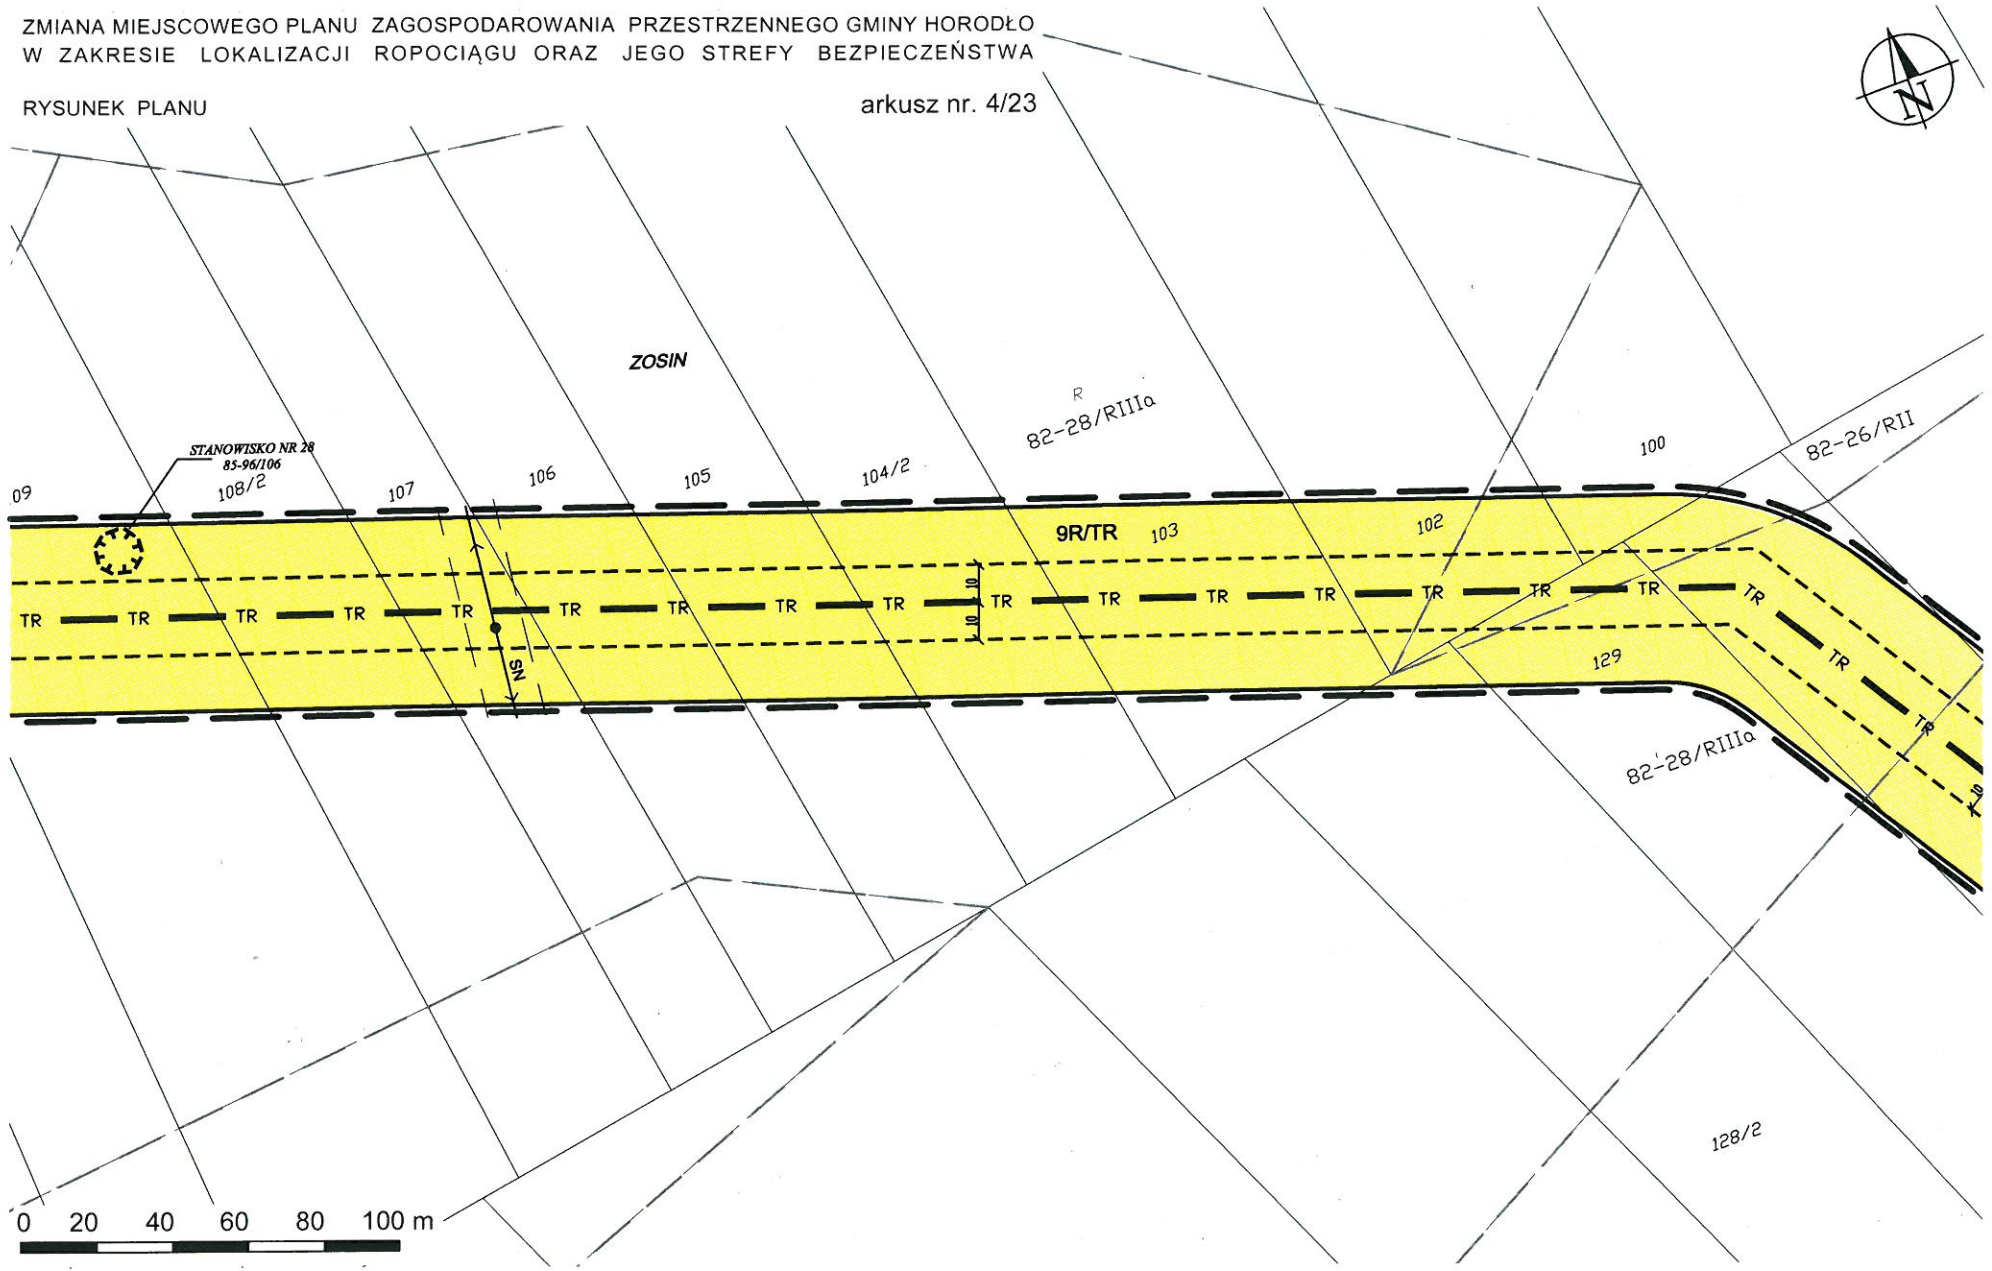 ZMIANA MIEJSCOWEGO PLANU ZAGOSPODAROWANIA PRZESTRZENNEGO GMINY HORODŁO
W ZAKRESIE LOKALIZACJI ROPOCIĄGU ORAZ JEGO STREFY BEZPIECZEŃSTWA
RYSUNEK PLANU
arkusz nr. 4/23
N
ZOSIN
R
82-28/RIIIa
82-26/RII
STANOWISKO NR 28
85-96/106
09
108/2
107
106
105
104/2
100
9R/TR
103
102
10
10
TR TR TR TR TR TR TR TR TR TR TR TR TR TR TR TR TR TR TR
SN
129
82-28/RIIIa
10
128/2
0 20 40 60 80 100 m